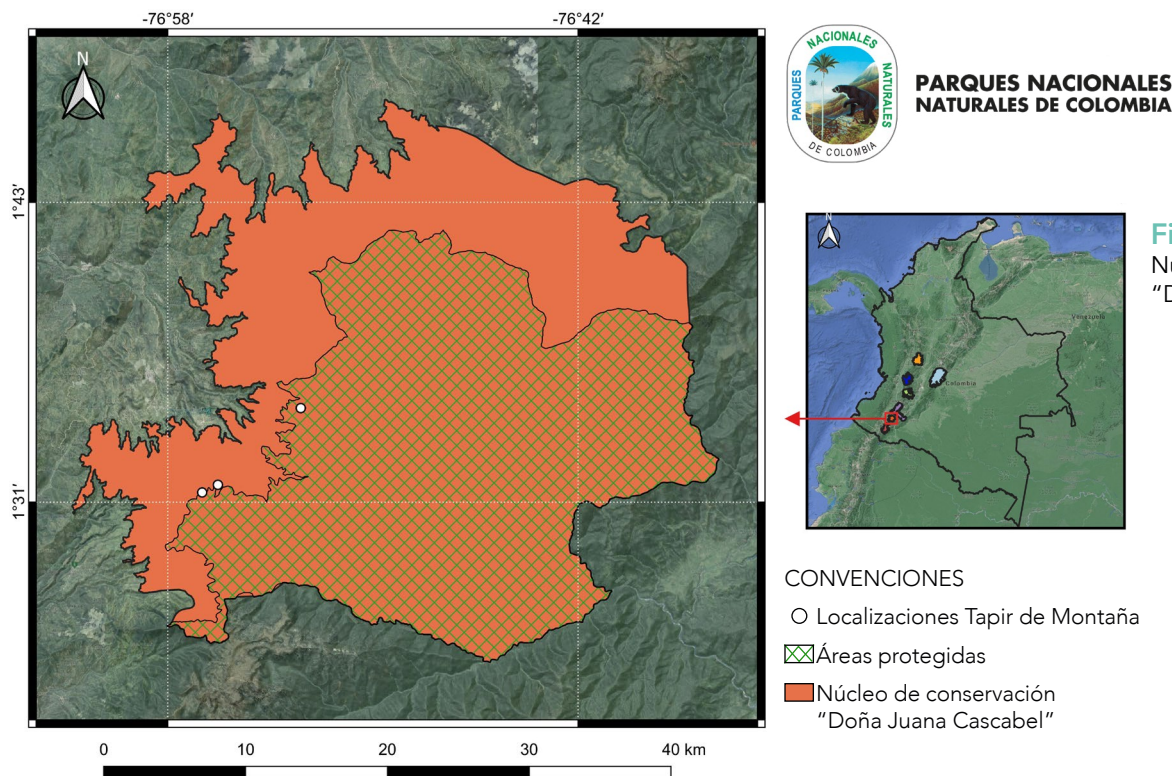 -76°58′
-76°42′
N
1°43′
1°31′
0 10 20 30 40 km
PARQUES NACIONALES NATURALES
DE COLOMBIA
PARQUES NACIONALES
NATURALES DE COLOMBIA
N
Venezuela
Colombia
Fi
Nú
"D
CONVENCIONES
Localizaciones Tapir de Montaña
Áreas protegidas
Núcleo de conservación
"Doña Juana Cascabel"